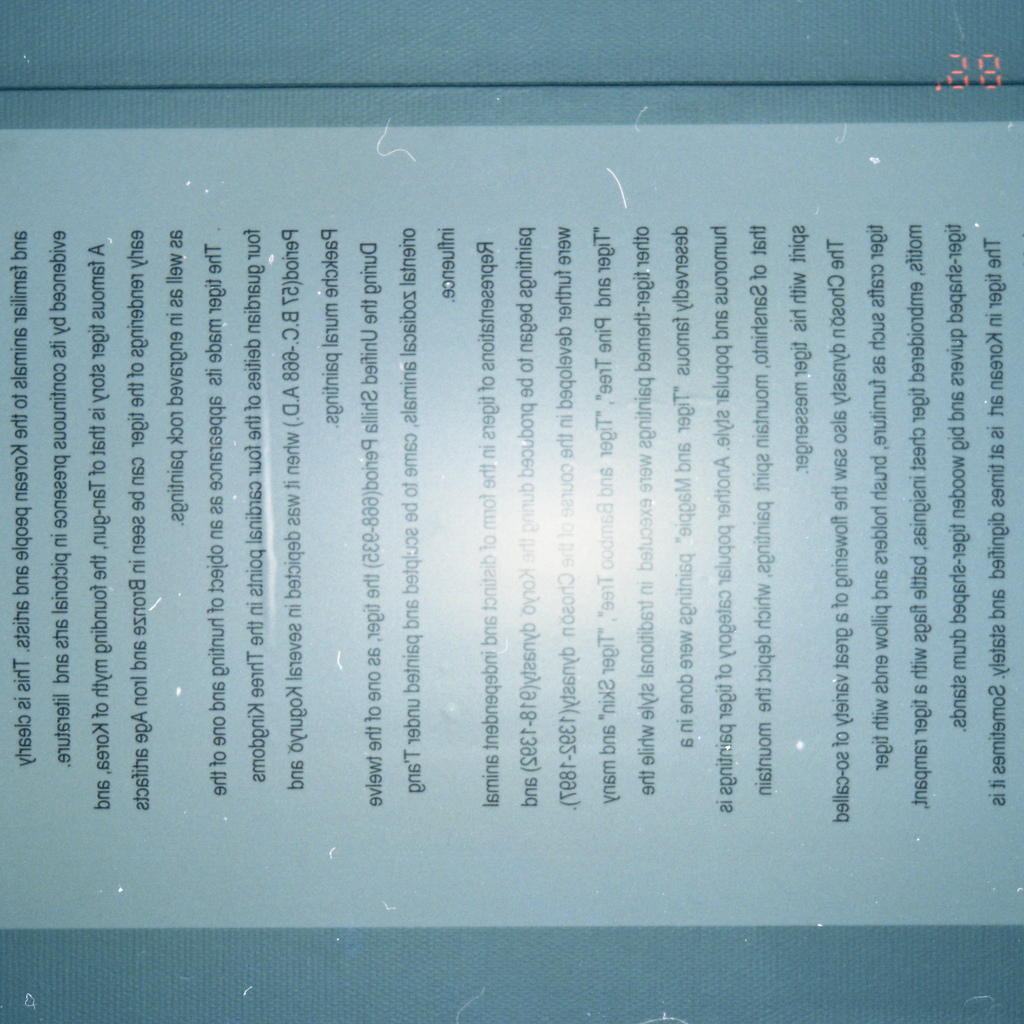 and familiar animals to the Korean people and artists. This is clearly
evidenced by its continuous presence in pictorial arts and literature.
A famous tiger story is that of Tan-gun, the founding myth of Korea, and
early renderings of the tiger can be seen in Bronze and Iron Age artifacts
as well as in engraved rock paintings.
The tiger made its appearance as an object of hunting and one of the
four guardian deities of the four cardinal points in the Three Kingdoms
Period(57 B.C.-668 A.D.) when it was depicted in several Koguryŏ and
Paekche mural paintings.
During the Unified Shilla Period(668-935) the tiger, as one of the twelve
oriental zodiacal animals, came to be sculpted and painted under T'ang
influence.
Representations of tigers in the form of distinct and independent animal
paintings began to be produced during the Koryŏ dynasty(918-1392) and
were further developed in the course of the Chosŏn dynasty(1392-1897).
"Tiger and Pine Tree", "Tiger and Bamboo Tree", "Tiger Skin" and many
other tiger-themed paintings were executed in traditional style while the
deservedly famous "Tiger and Magpie" paintings were done in a
humorous and popular style. Another popular category of tiger paintings is
that of Sanshinto, mountain spirit paintings, which depict the mountain
spirit with his tiger messenger.
The Chosŏn dynasty also saw the flowering of a great variety of so-called
tiger crafts such as furniture, brush holders and pillow ends with tiger
motifs, embroidered tiger chest insignias, battle flags with a tiger rampant,
tiger-shaped quivers and big wooden tiger-shaped drum stands.
The tiger in Korean art is at times dignified and stately. Sometimes it is